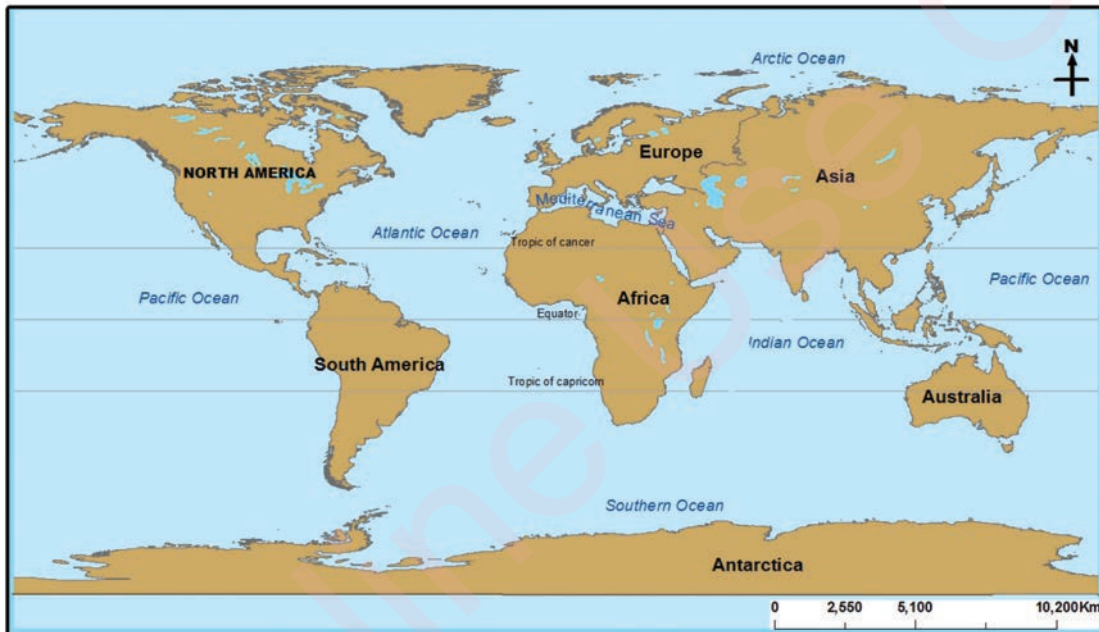 Arctic Ocean
N
Europe
NORTH AMERICA
Asia
Mediterranean Sea
Atlantic Ocean
Tropic of cancer
Pacific Ocean
Africa
Pacific Ocean
Equator
Indian Ocean
South America
Tropic of capricorn
Australia
Southern Ocean
Antarctica
0 2,550 5,100 10,200Km